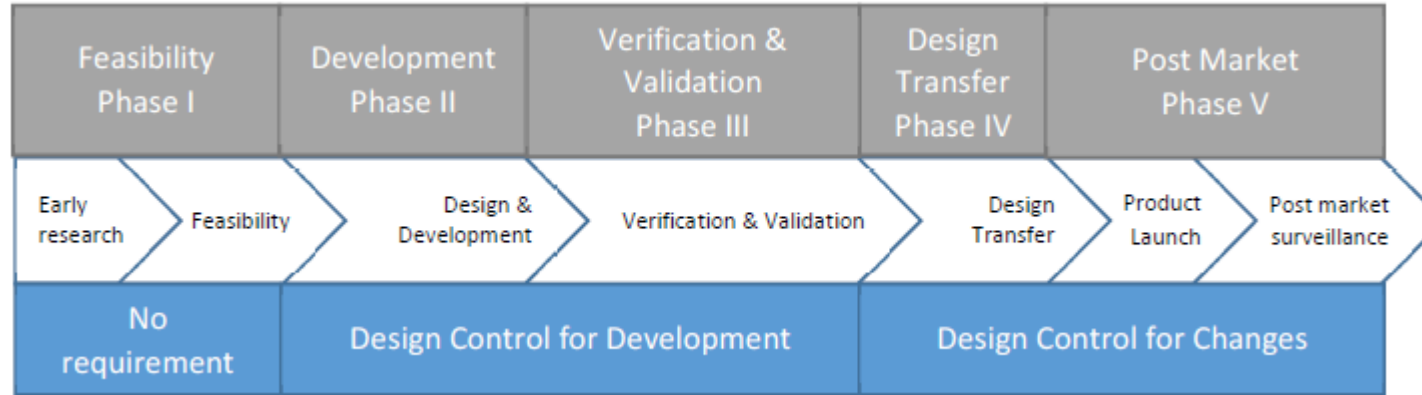 Feasibility
Phase I
Development
Phase II
Verification &
Validation
Phase III
Design
Transfer
Phase IV
Post Market
Phase V
Early
research
Feasibility
Design &
Development
Verification & Validation
Design
Transfer
Product
Launch
Post market
surveillance
No
requirement
Design Control for Development
Design Control for Changes